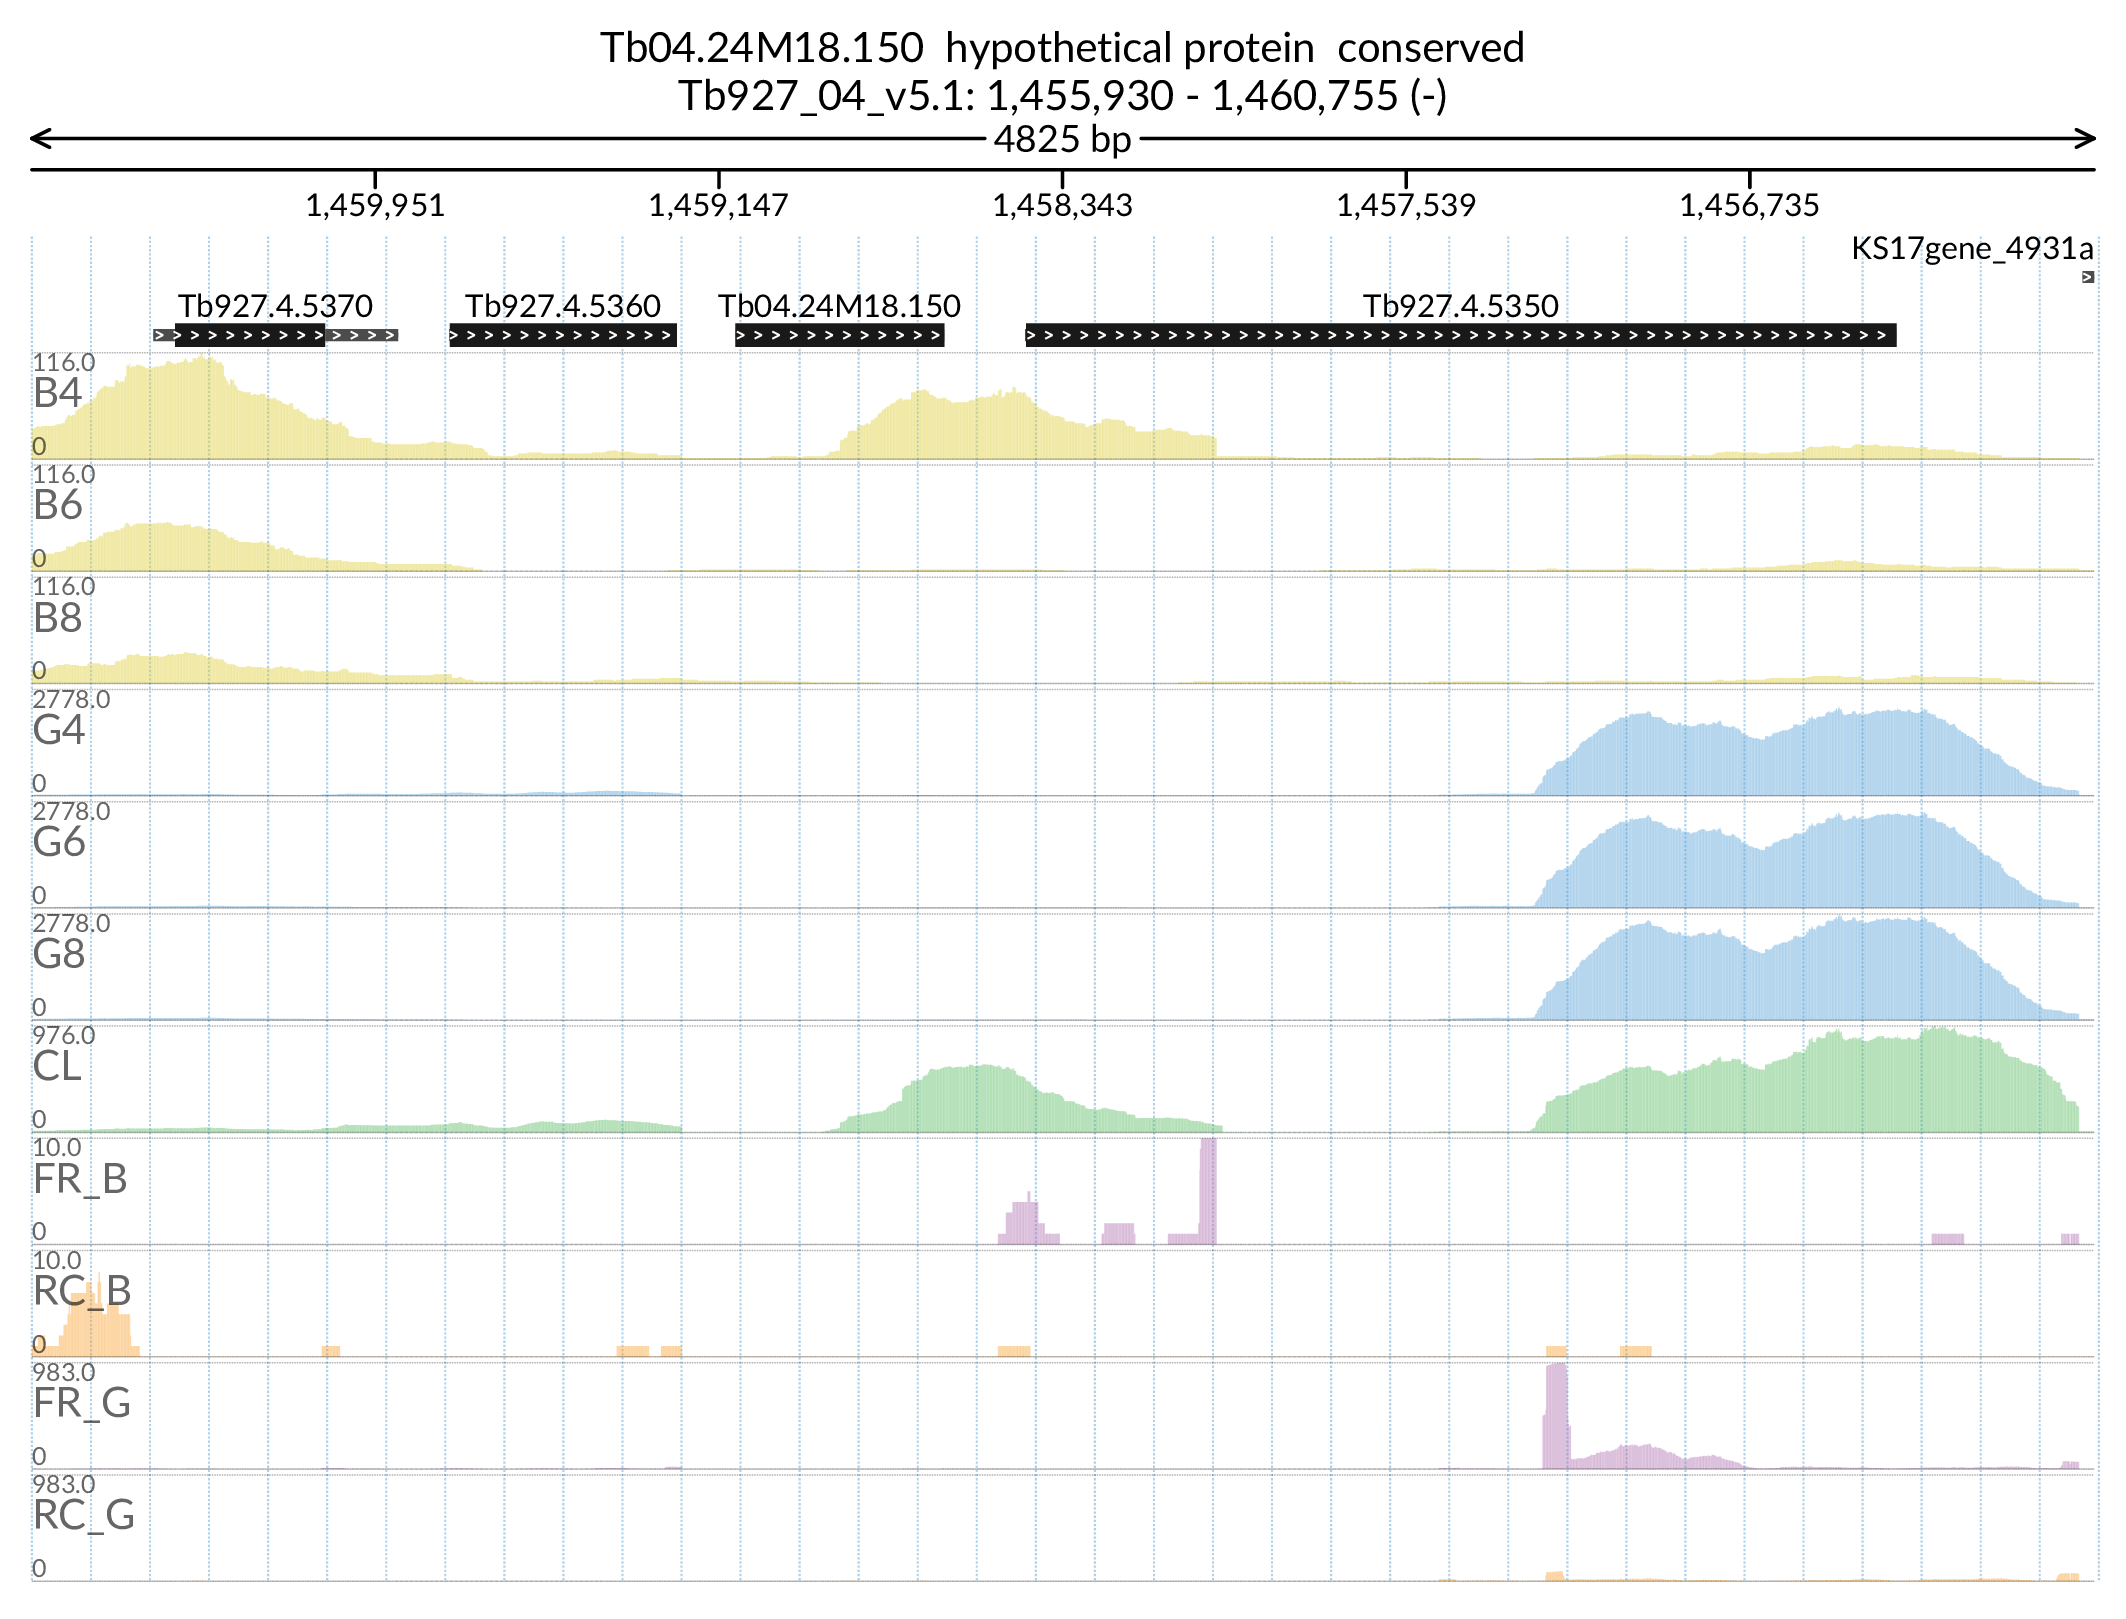 Tb04.24M18.150 hypothetical protein conserved
Tb927_04_v5.1: 1,455,930 - 1,460,755 (-)
4825 bp
1,459,951 1,459,147 1,458,343 1,457,539 1,456,735
KS17gene_4931a
Tb927.4.5370 Tb927.4.5360 Tb04.24M18.150 Tb927.4.5350
116.0
B4
0
116.0
B6
0
116.0
B8
0
2778.0
G4
0
2778.0
G6
0
2778.0
G8
0
976.0
CL
0
10.0
FR_B
0
10.0
RC_B
0
983.0
FR_G
0
983.0
RC_G
0